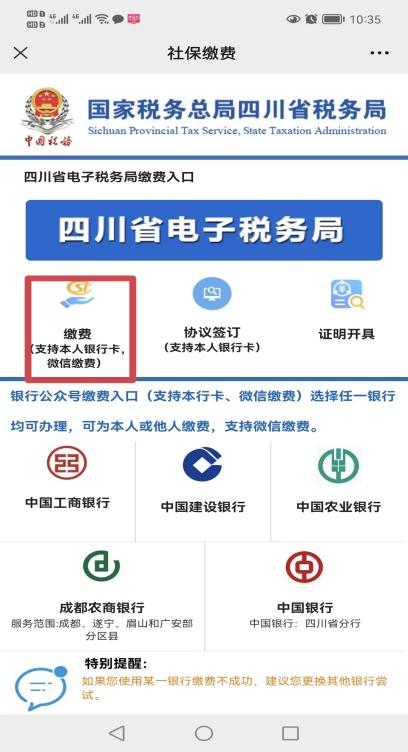 10:35
社保缴费
中国税务
国家税务总局四川省税务局
Sichuan Provincial Tax Service, State Taxation Administration
四川省电子税务局缴费入口
四川省电子税务局
缴费
(支持本人银行卡，
微信缴费)
协议签订
(支持本人银行卡)
证明开具
银行公众号缴费入口（支持本行卡、微信缴费）选择任一银行
均可办理，可为本人或他人缴费，支持微信缴费。
中国工商银行
中国建设银行
中国农业银行
成都农商银行
服务范围:成都、遂宁、眉山和广安部
分区县
中国银行
中国银行：四川省分行
特别提醒:
如果您使用某一银行缴费不成功，建议您更换其他银行尝
试。